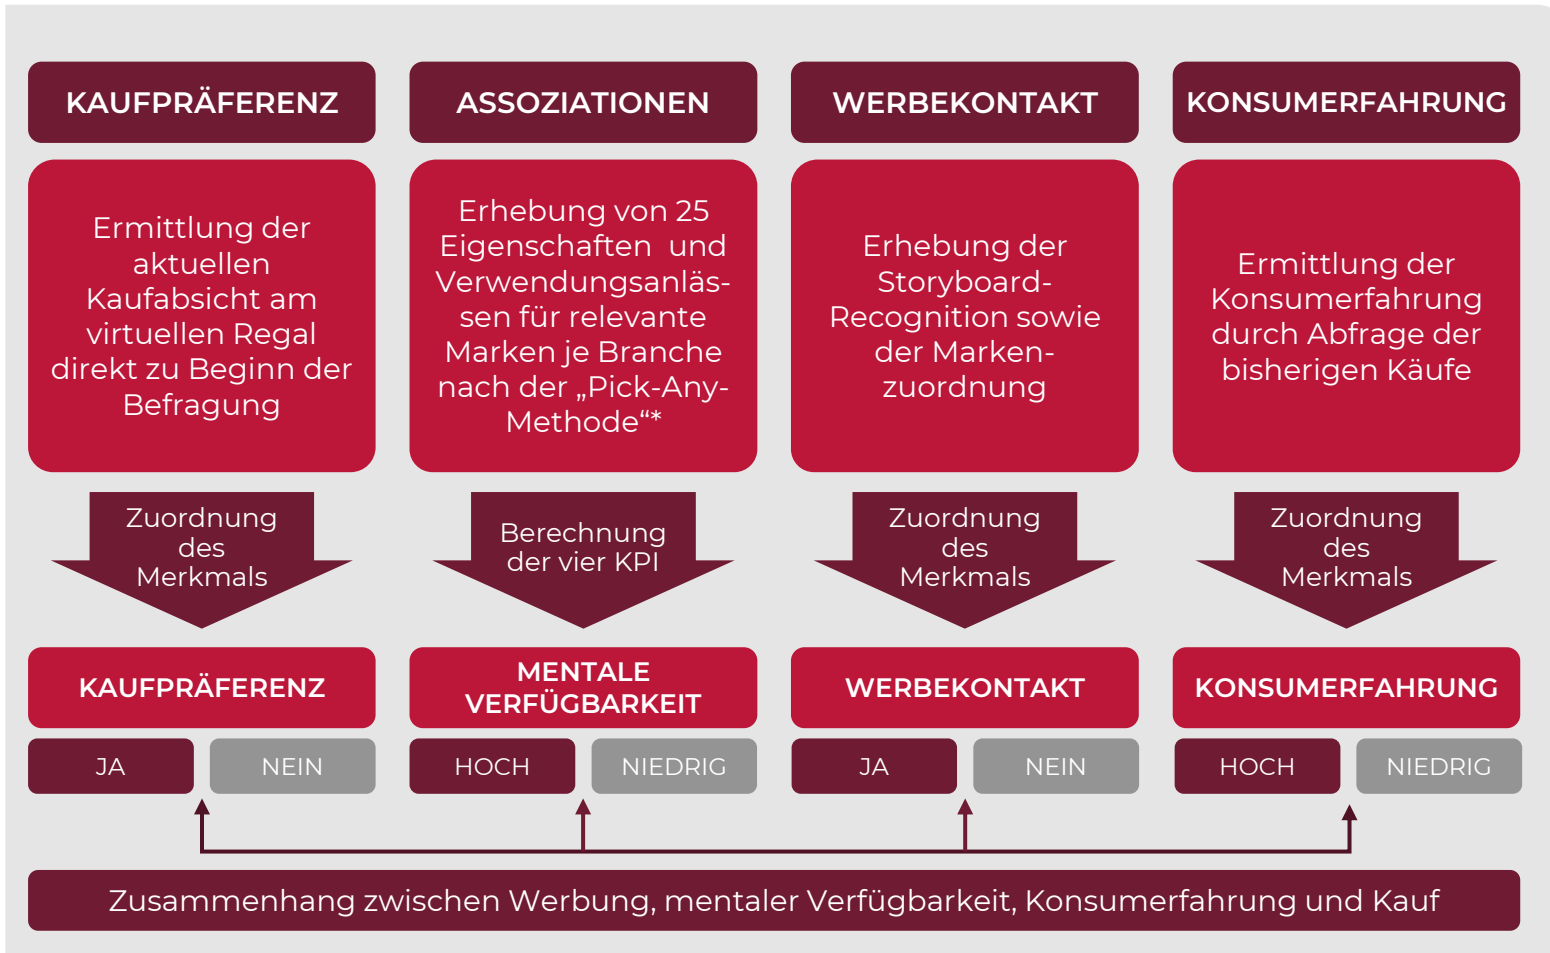 KAUFPRÄFERENZ
Ermittlung der
aktuellen
Kaufabsicht am
virtuellen Regal
direkt zu Beginn der
Befragung
Zuordnung
des
Merkmals
KAUFPRÄFERENZ
JA
NEIN
ASSOZIATIONEN
Erhebung von 25
Eigenschaften und
Verwendungsanläs-
sen für relevante
Marken je Branche
nach der „Pick-Any-
Methode“*
Berechnung
der vier KPI
MENTALE
VERFÜGBARKEIT
HOCH
NIEDRIG
WERBEKONTAKT
Erhebung der
Storyboard-
Recognition sowie
der Marken-
zuordnung
Zuordnung
des
Merkmals
WERBEKONTAKT
JA
NEIN
KONSUMERFAHRUNG
Ermittlung der
Konsumerfahrung
durch Abfrage der
bisherigen Käufe
Zuordnung
des
Merkmals
KONSUMERFAHRUNG
HOCH
NIEDRIG
Zusammenhang zwischen Werbung, mentaler Verfügbarkeit, Konsumerfahrung und Kauf